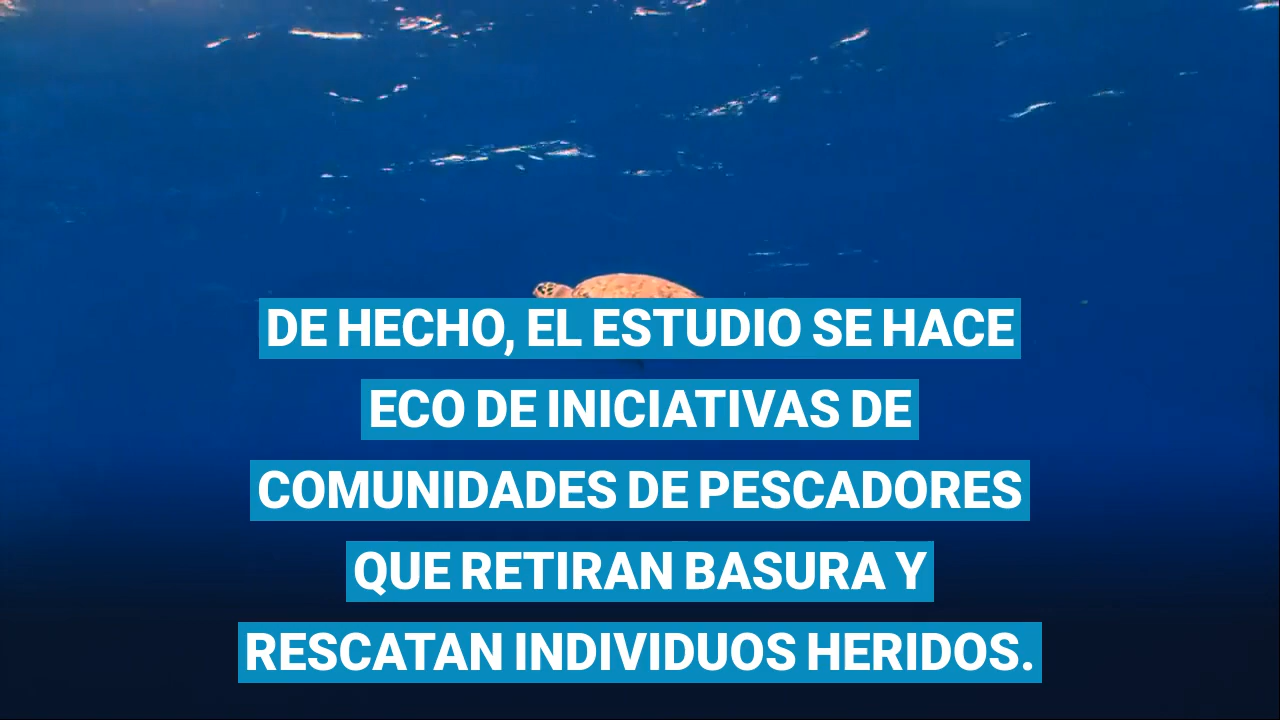 DE HECHO, EL ESTUDIO SE HACE
ECO DE INICIATIVAS DE
COMUNIDADES DE PESCADORES
QUE RETIRAN BASURA Y
RESCATAN INDIVIDUOS HERIDOS.